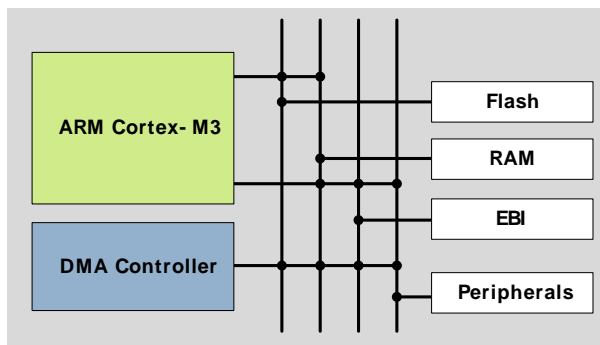 ARM Cortex- M3
Flash
RAM
EBI
DMA Controller
Peripherals